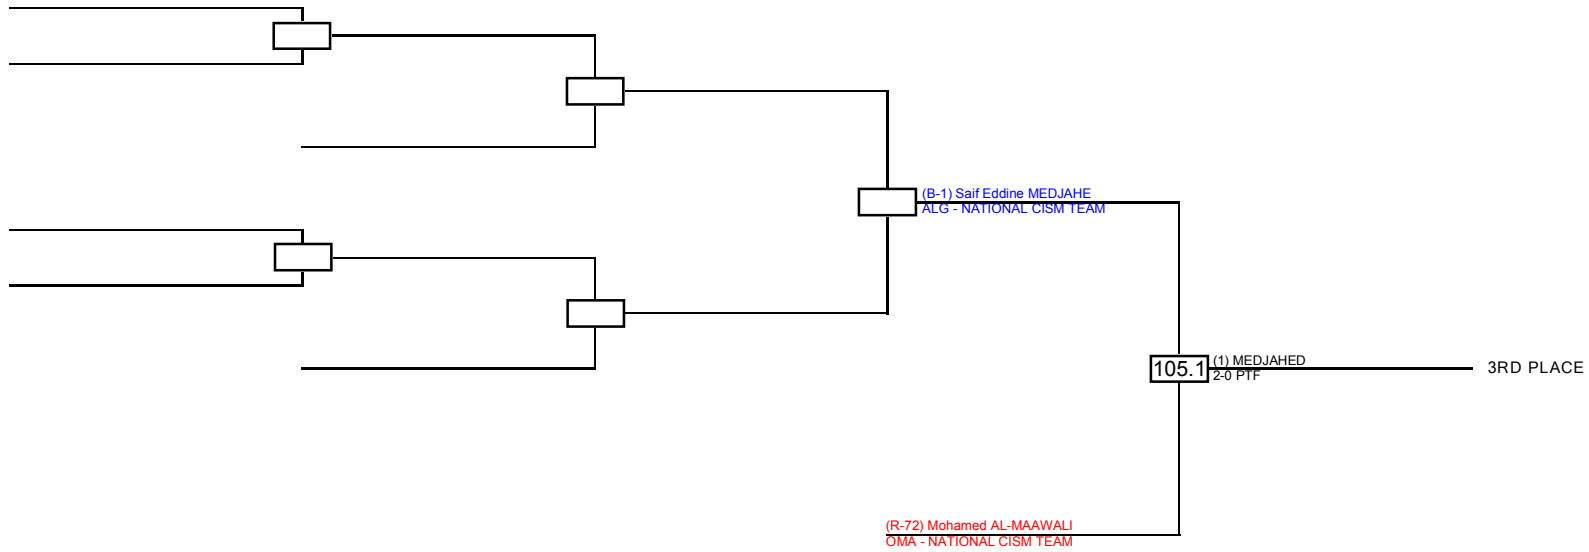 (B-1) Saif Eddine MEDJAHE
ALG - NATIONAL CISM TEAM
105.1
(1) MEDJAHED
2-0 PTF
3RD PLACE
(R-72) Mohamed AL-MAAWALI
OMA - NATIONAL CISM TEAM